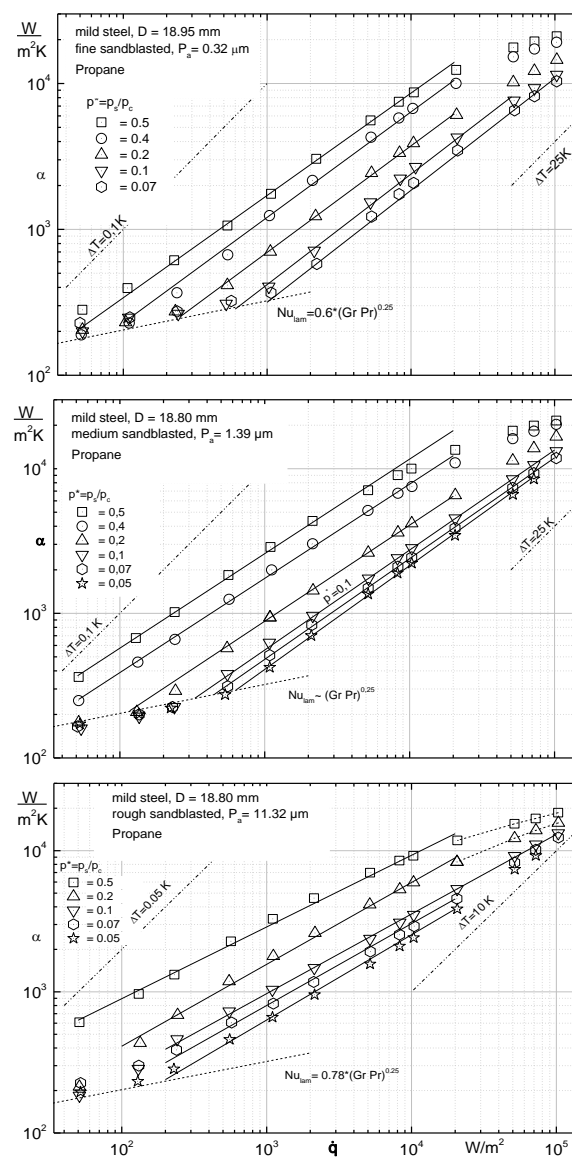 W
m²K
mild steel, D = 18.95 mm
fine sandblasted, Pₐ = 0.32 µm
Propane
10⁴
p*=pₛ/p꜀
= 0.5
= 0.4
= 0.2
= 0.1
= 0.07
α
ΔT=0,1K
ΔT=25K
10³
Nuₗₐₘ=0.6*(Gr Pr)⁰·²⁵
10²
W
m²K
mild steel, D = 18.80 mm
medium sandblasted, Pₐ = 1.39 µm
Propane
10⁴
p*=pₛ/p꜀
= 0,5
= 0,4
= 0,2
= 0,1
= 0,07
= 0,05
α
ΔT=0,1 K
ΔT=25 K
p*=0,1
10³
Nuₗₐₘ~ (Gr Pr)⁰,²⁵
10²
W
m²K
mild steel, D = 18.80 mm
rough sandblasted, Pₐ = 11.32 µm
Propane
10⁴
p*=pₛ/p꜀
= 0.5
= 0.2
= 0.1
= 0.07
= 0.05
α
ΔT=0.05 K
ΔT=10 K
10³
Nuₗₐₘ= 0.78*(Gr Pr)⁰·²⁵
10²
10² 10³ q̇ 10⁴ W/m² 10⁵